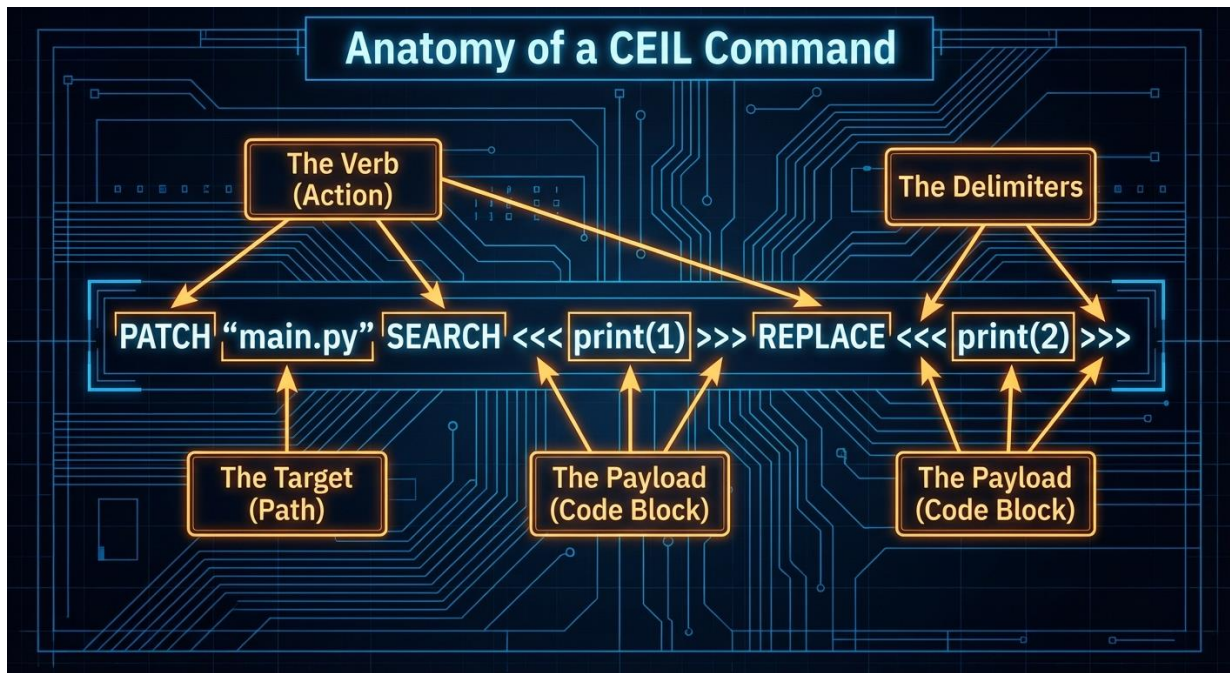 Anatomy of a CEIL Command
The Verb
(Action)
The Delimiters
PATCH “main.py” SEARCH <<< print(1) >>> REPLACE <<< print(2) >>>
The Target
(Path)
The Payload
(Code Block)
The Payload
(Code Block)